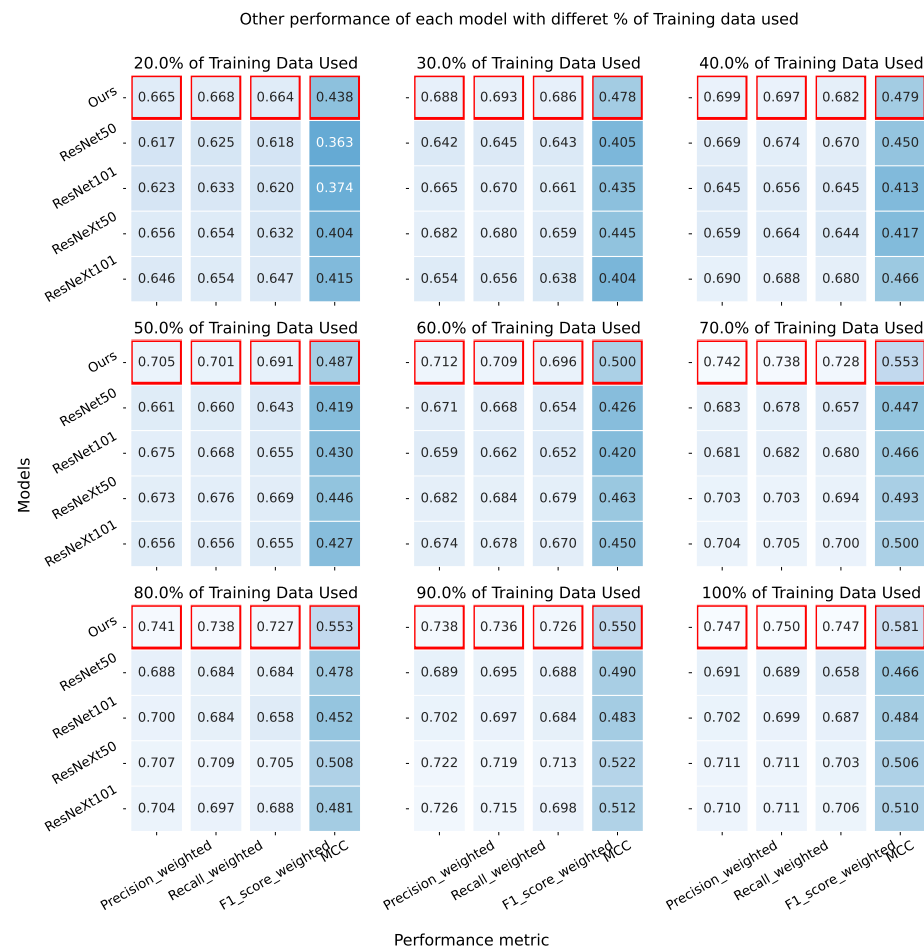 Other performance of each model with differet % of Training data used
20.0% of Training Data Used 30.0% of Training Data Used 40.0% of Training Data Used
Ours 0.665 0.668 0.664 0.438 0.688 0.693 0.686 0.478 0.699 0.697 0.682 0.479
ResNet50 0.617 0.625 0.618 0.363 0.642 0.645 0.643 0.405 0.669 0.674 0.670 0.450
ResNet101 0.623 0.633 0.620 0.374 0.665 0.670 0.661 0.435 0.645 0.656 0.645 0.413
ResNeXt50 0.656 0.654 0.632 0.404 0.682 0.680 0.659 0.445 0.659 0.664 0.644 0.417
ResNeXt101 0.646 0.654 0.647 0.415 0.654 0.656 0.638 0.404 0.690 0.688 0.680 0.466
50.0% of Training Data Used 60.0% of Training Data Used 70.0% of Training Data Used
Ours 0.705 0.701 0.691 0.487 0.712 0.709 0.696 0.500 0.742 0.738 0.728 0.553
ResNet50 0.661 0.660 0.643 0.419 0.671 0.668 0.654 0.426 0.683 0.678 0.657 0.447
ResNet101 0.675 0.668 0.655 0.430 0.659 0.662 0.652 0.420 0.681 0.682 0.680 0.466
ResNeXt50 0.673 0.676 0.669 0.446 0.682 0.684 0.679 0.463 0.703 0.703 0.694 0.493
ResNeXt101 0.656 0.656 0.655 0.427 0.674 0.678 0.670 0.450 0.704 0.705 0.700 0.500
Models
80.0% of Training Data Used 90.0% of Training Data Used 100% of Training Data Used
Ours 0.741 0.738 0.727 0.553 0.738 0.736 0.726 0.550 0.747 0.750 0.747 0.581
ResNet50 0.688 0.684 0.684 0.478 0.689 0.695 0.688 0.490 0.691 0.689 0.658 0.466
ResNet101 0.700 0.684 0.658 0.452 0.702 0.697 0.684 0.483 0.702 0.699 0.687 0.484
ResNeXt50 0.707 0.709 0.705 0.508 0.722 0.719 0.713 0.522 0.711 0.711 0.703 0.506
ResNeXt101 0.704 0.697 0.688 0.481 0.726 0.715 0.698 0.512 0.710 0.711 0.706 0.510
Precision_weighted Recall_weighted F1_score_weighted MCC Precision_weighted Recall_weighted F1_score_weighted MCC Precision_weighted Recall_weighted F1_score_weighted MCC
Performance metric